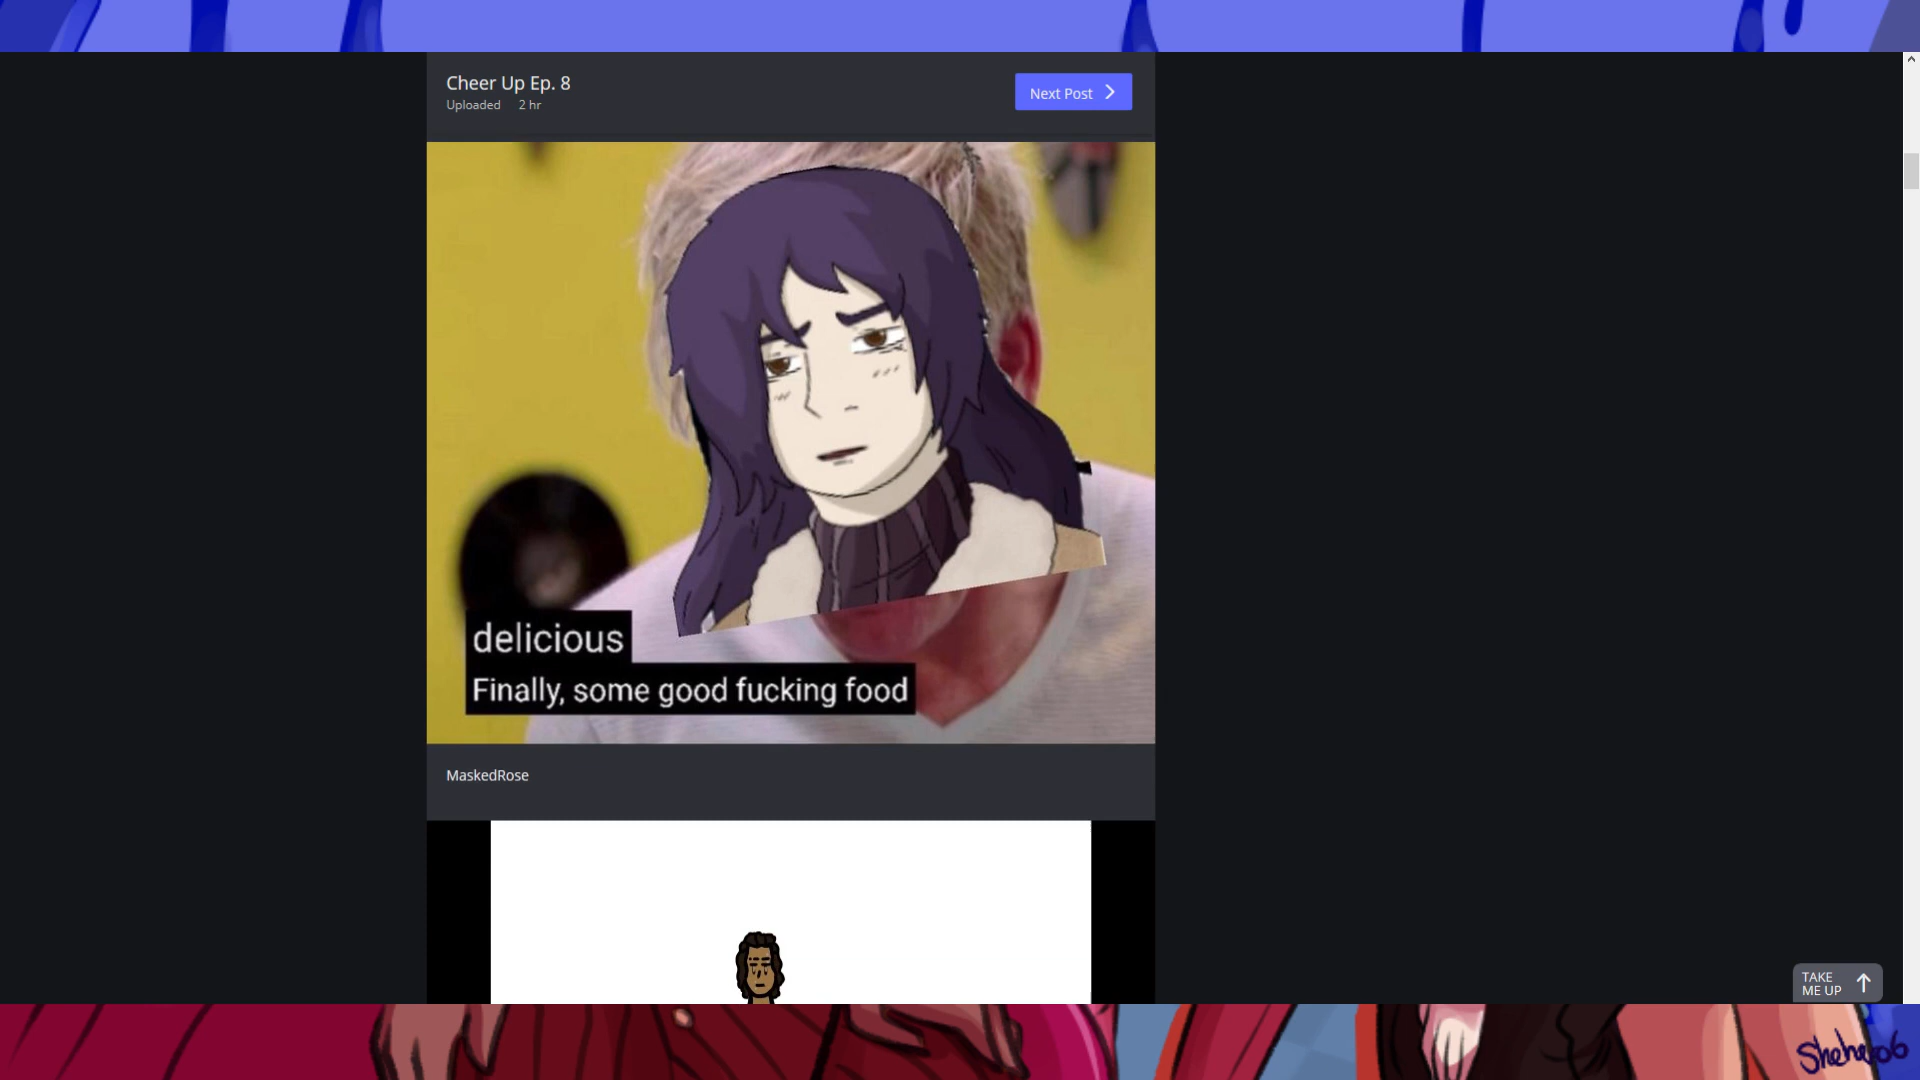 Cheer Up Ep. 8
Uploaded 2 hr
Next Post
delicious
Finally, some good fucking food
MaskedRose
TAKE
ME UP